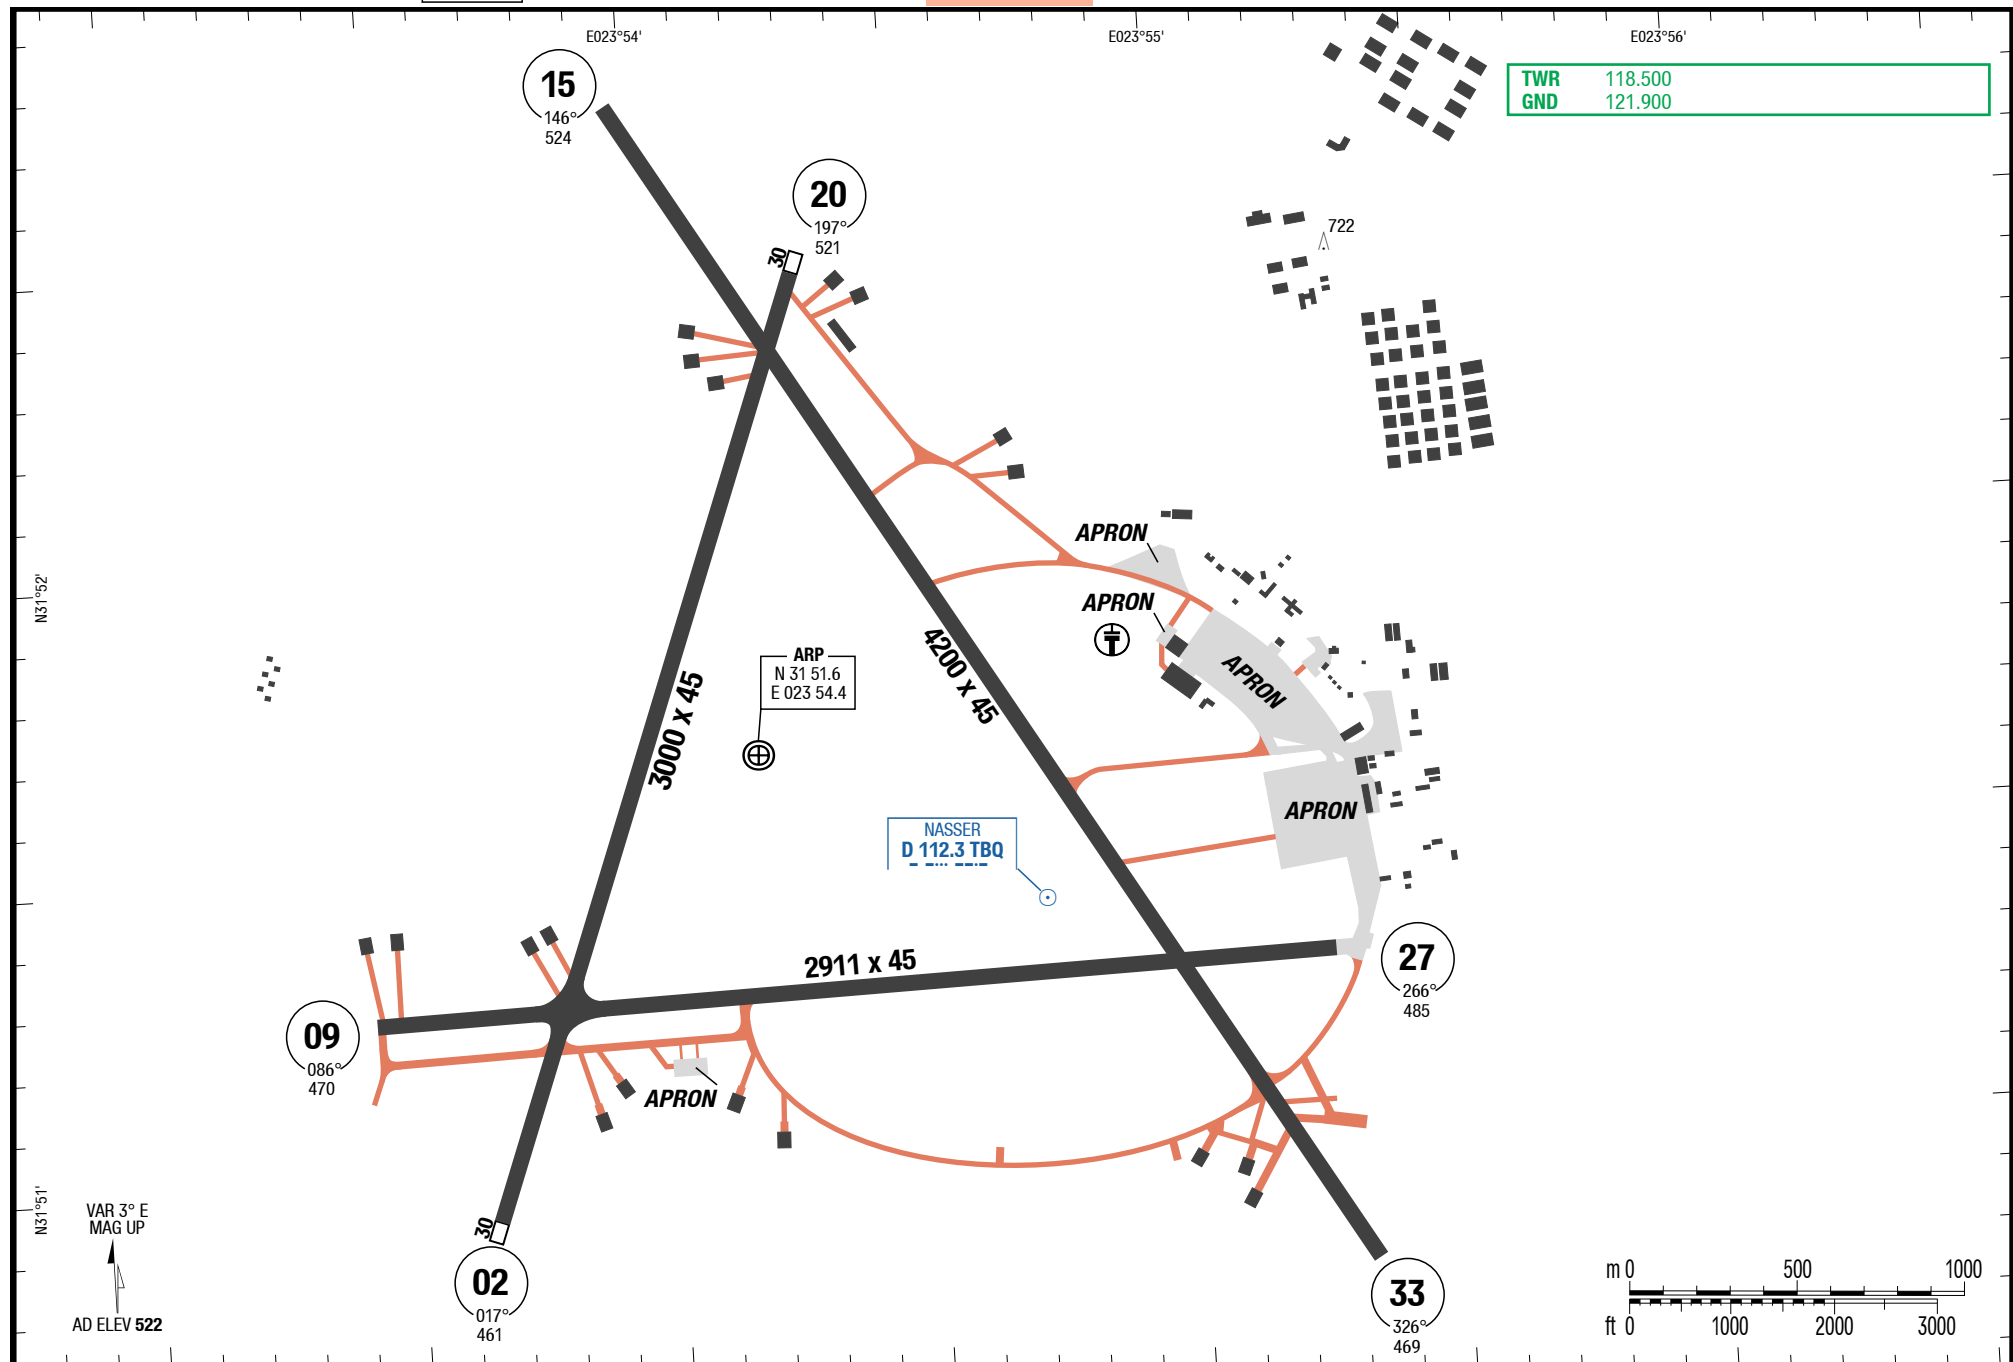 E023°54'
E023°55'
E023°56'
TWR 118.500
GND 121.900
15
146°
524
20
197°
521
30
722
APRON
APRON
N31°52'
ARP
N 31 51.6
E 023 54.4
4200 x 45
3000 x 45
APRON
APRON
NASSER
D 112.3 TBQ
2911 x 45
27
266°
485
09
086°
470
APRON
N31°51'
VAR 3° E
MAG UP
AD ELEV 522
30
02
017°
461
33
326°
469
m 0 500 1000
ft 0 1000 2000 3000